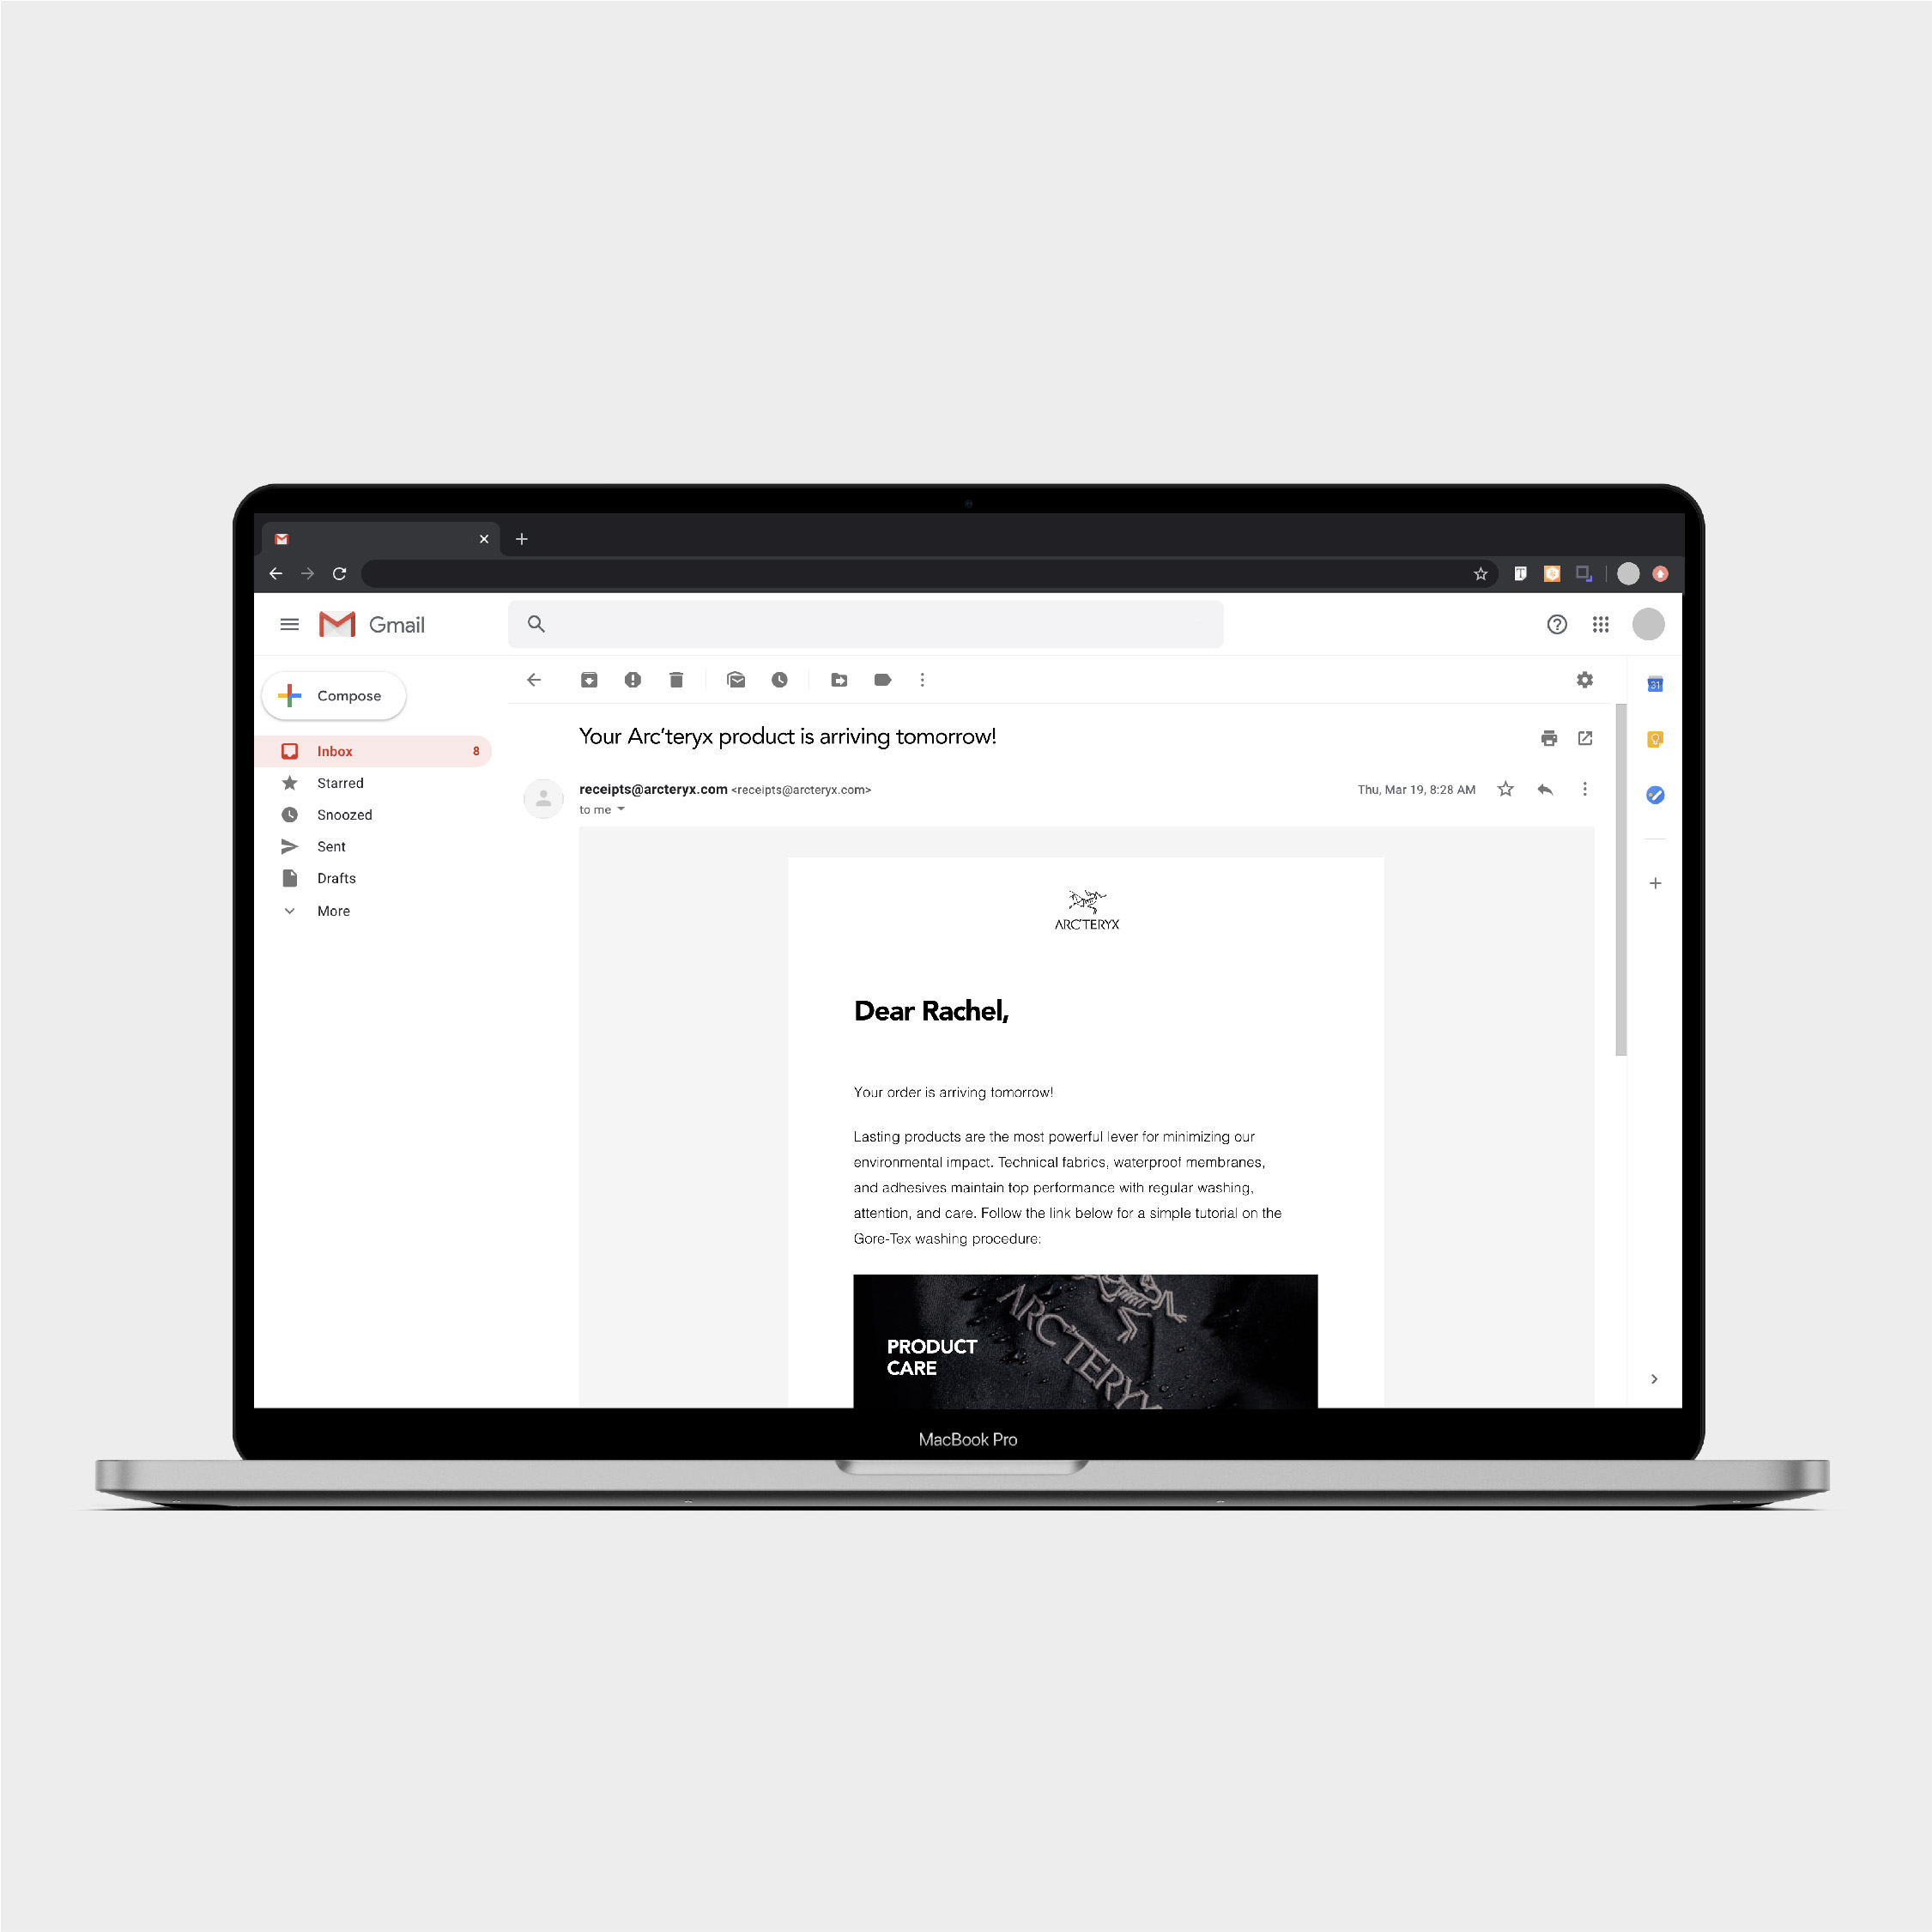 Gmail
Compose
Inbox 8
Starred
Snoozed
Sent
Drafts
More
31
Your Arc'teryx product is arriving tomorrow!
receipts@arcteryx.com <receipts@arcteryx.com>
Thu, Mar 19, 8:28 AM
to me
ARC'TERYX
Dear Rachel,
Your order is arriving tomorrow!
Lasting products are the most powerful lever for minimizing our
environmental impact. Technical fabrics, waterproof membranes,
and adhesives maintain top performance with regular washing,
attention, and care. Follow the link below for a simple tutorial on the
Gore-Tex washing procedure:
PRODUCT
CARE
ARC'TERYX
MacBook Pro